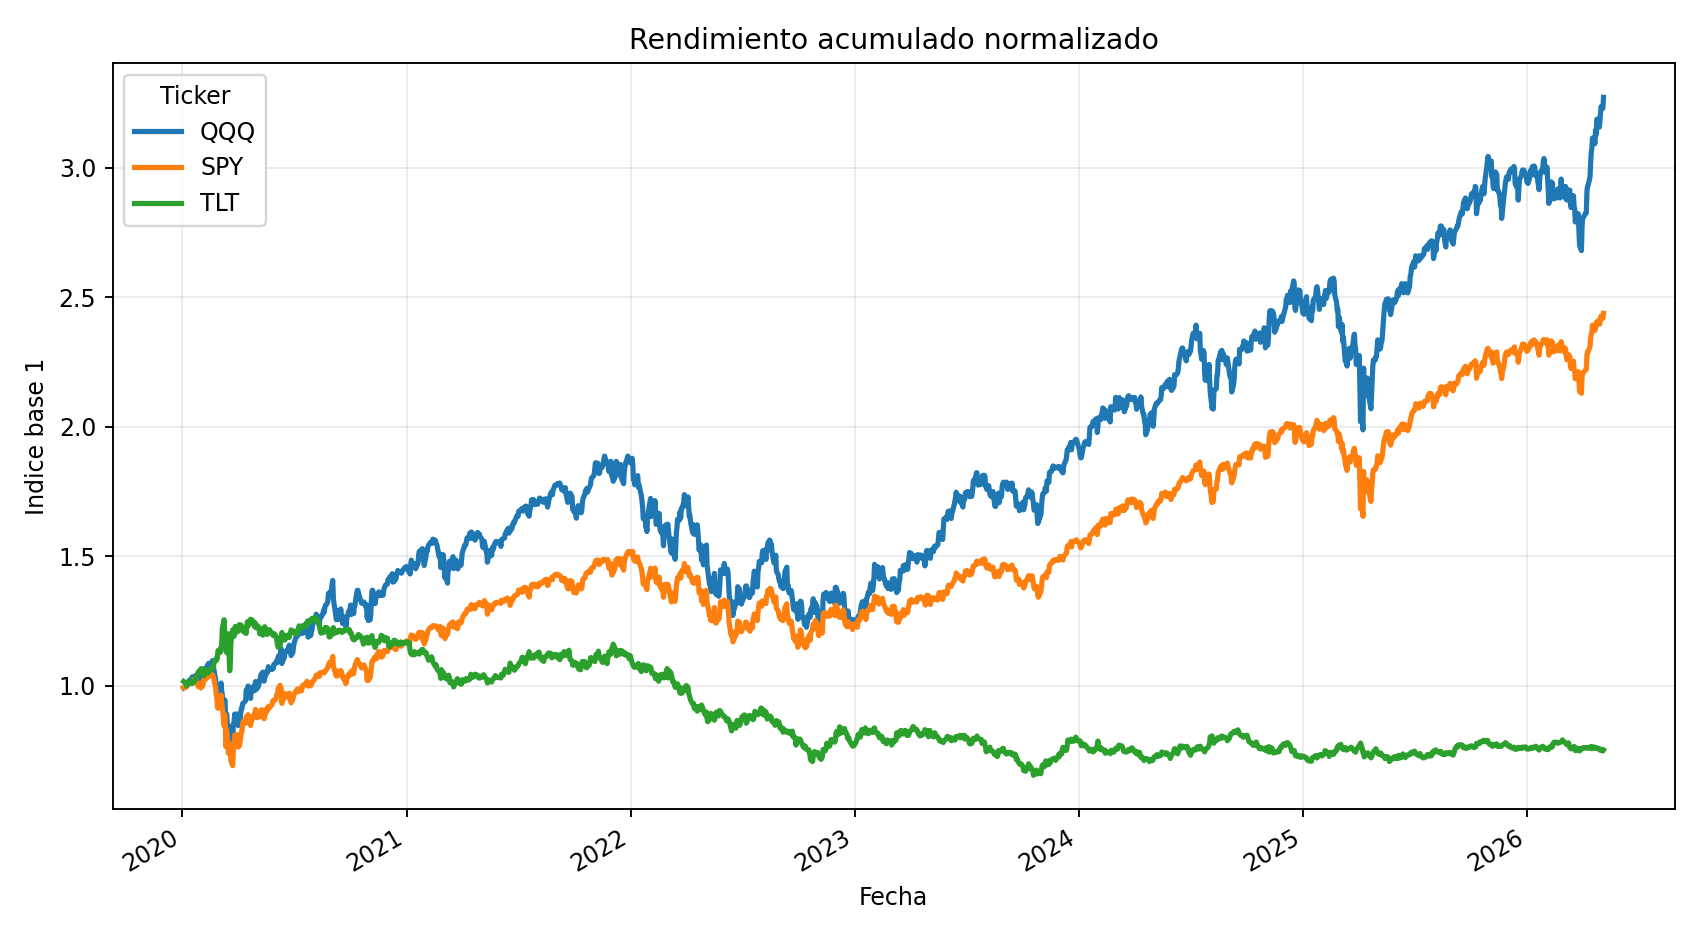 Rendimiento acumulado normalizado
Ticker
QQQ
SPY
TLT
3.0
2.5
2.0
1.5
1.0
Indice base 1
2020
2021
2022
2023
2024
2025
2026
Fecha